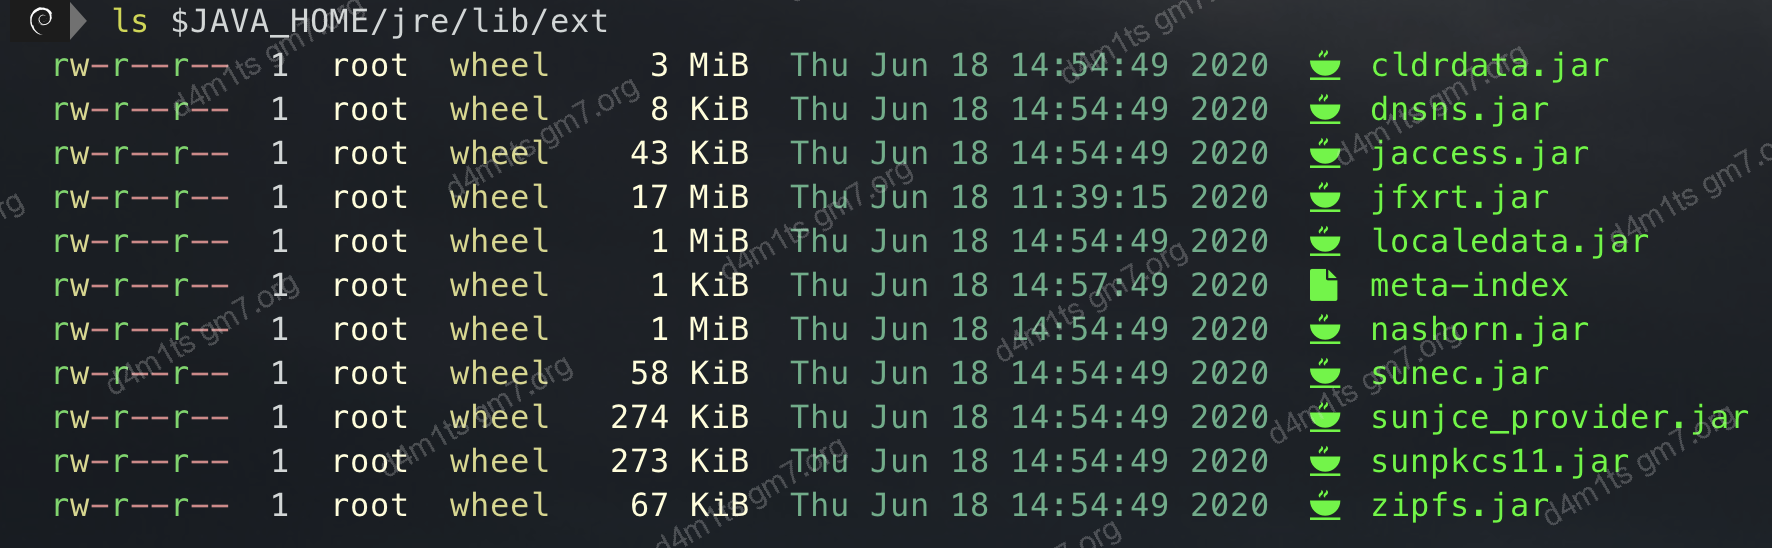 ls $JAVA_HOME/jre/lib/ext
rw-r--r-- 1 root wheel 3 MiB Thu Jun 18 14:54:49 2020 cldrdata.jar
rw-r--r-- 1 root wheel 8 KiB Thu Jun 18 14:54:49 2020 dnsns.jar
rw-r--r-- 1 root wheel 43 KiB Thu Jun 18 14:54:49 2020 jaccess.jar
rw-r--r-- 1 root wheel 17 MiB Thu Jun 18 11:39:15 2020 jfxrt.jar
rw-r--r-- 1 root wheel 1 MiB Thu Jun 18 14:54:49 2020 localedata.jar
rw-r--r-- 1 root wheel 1 KiB Thu Jun 18 14:57:49 2020 meta-index
rw-r--r-- 1 root wheel 1 MiB Thu Jun 18 14:54:49 2020 nashorn.jar
rw-r--r-- 1 root wheel 58 KiB Thu Jun 18 14:54:49 2020 sunec.jar
rw-r--r-- 1 root wheel 274 KiB Thu Jun 18 14:54:49 2020 sunjce_provider.jar
rw-r--r-- 1 root wheel 273 KiB Thu Jun 18 14:54:49 2020 sunpkcs11.jar
rw-r--r-- 1 root wheel 67 KiB Thu Jun 18 14:54:49 2020 zipfs.jar
d4m1ts gm7.org